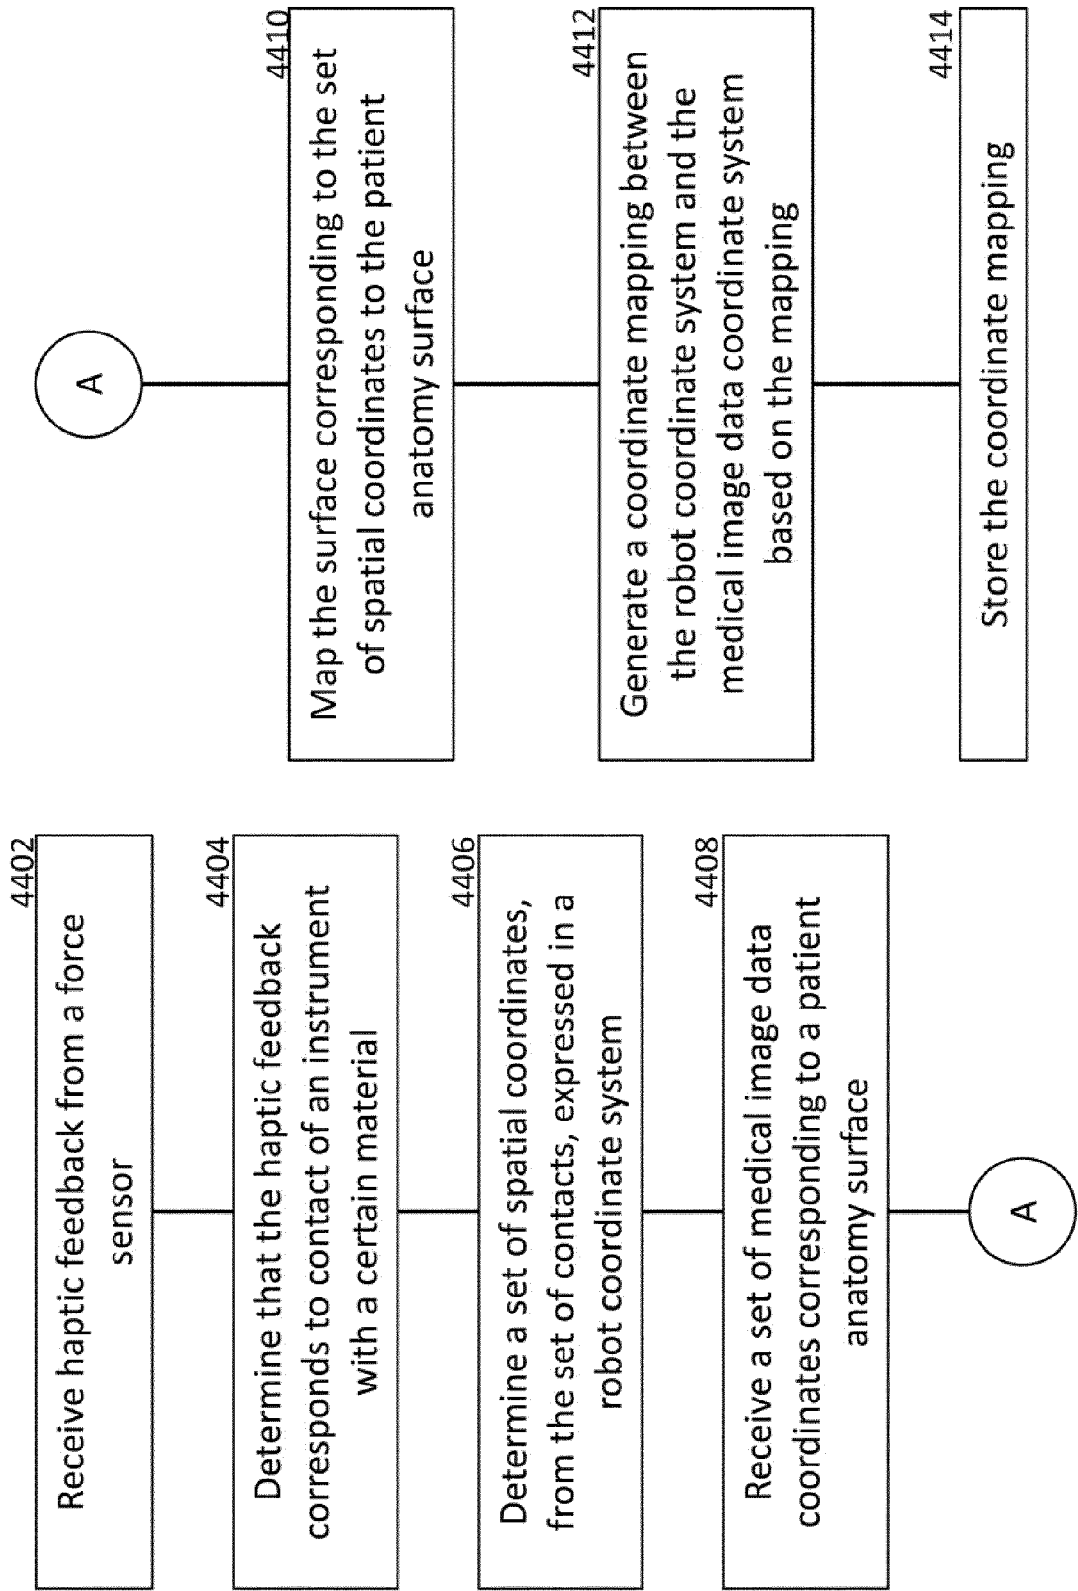 4402
Receive haptic feedback from a force
sensor
4404
Determine that the haptic feedback
corresponds to contact of an instrument
with a certain material
4406
Determine a set of spatial coordinates,
from the set of contacts, expressed in a
robot coordinate system
4408
Receive a set of medical image data
coordinates corresponding to a patient
anatomy surface
A
A
4410
Map the surface corresponding to the set
of spatial coordinates to the patient
anatomy surface
4412
Generate a coordinate mapping between
the robot coordinate system and the
medical image data coordinate system
based on the mapping
4414
Store the coordinate mapping